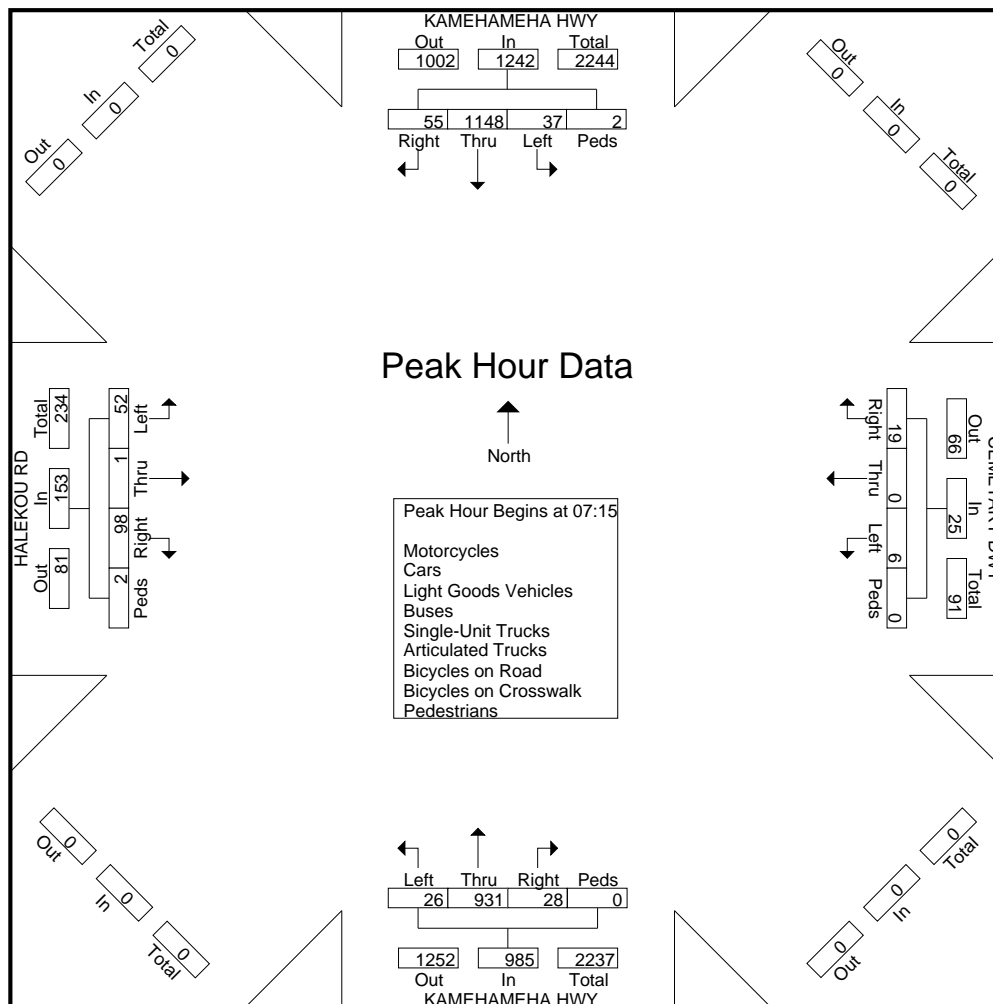 KAMEHAMEHA HWY
Out In Total
1002 1242 2244
55 1148 37 2
Right Thru Left Peds
Total
0
In
0
Out
0
Out
0
In
0
Total
0
Peak Hour Data
North
HALEKOU RD
Total In Out
234 153 81
52 1 98 2
Left Thru Right Peds
Out In Total
66 25 91
19 0 6 0
Right Thru Left Peds
Peak Hour Begins at 07:15
Motorcycles
Cars
Light Goods Vehicles
Buses
Single-Unit Trucks
Articulated Trucks
Bicycles on Road
Bicycles on Crosswalk
Pedestrians
0
Out
0
In
0
Total
0
Total
0
In
0
Out
Left Thru Right Peds
26 931 28 0
1252 985 2237
Out In Total
KAMEHAMEHA HWY